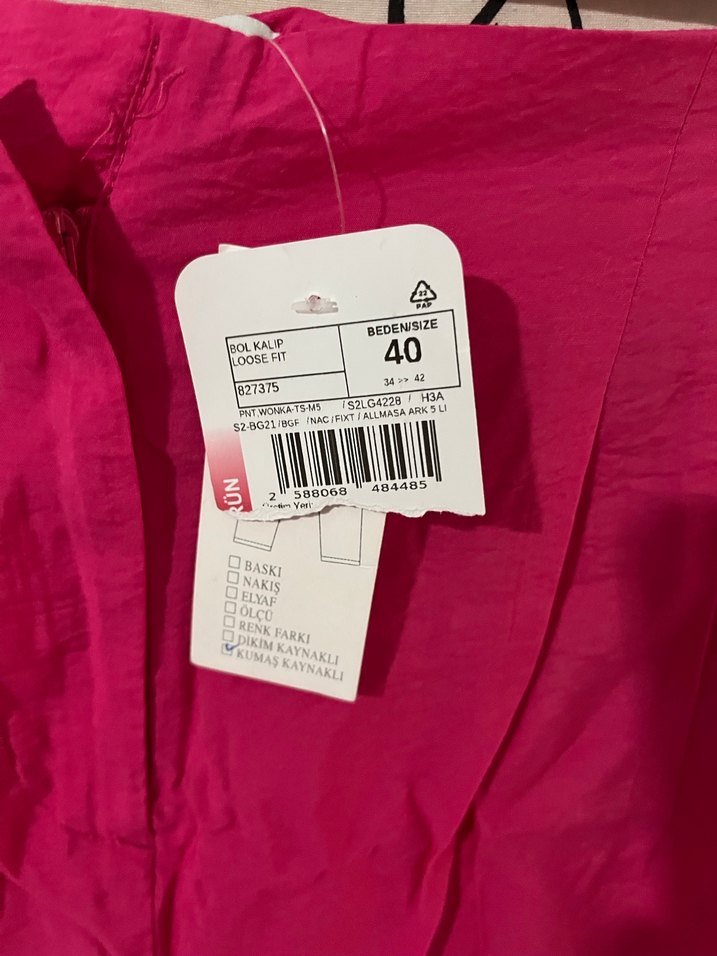 22
PAP
BOL KALIP
LOOSE FIT
BEDEN/SIZE
40
827375
34 >> 42
PNT,WONKA-TS-M5 / S2LG4228 / H3A
S2-BG21/BGF /NAC/FIXT/ALLMASA ARK 5 LI
2 588068 484485
RÜN
Üretim Yeri
BASKI
NAKIŞ
ELYAF
ÖLÇÜ
RENK FARKI
DİKİM KAYNAKLI
KUMAŞ KAYNAKLI